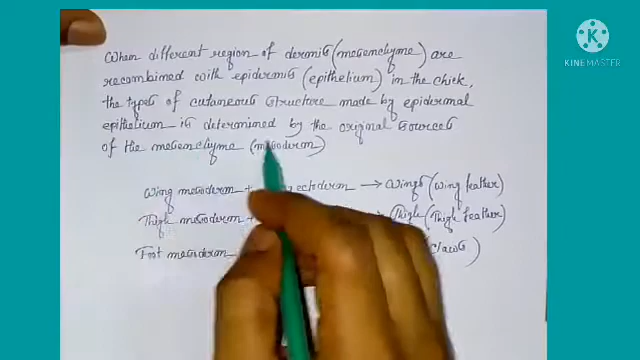 When different region of dermis (mesenchyme) are
recombined with epidermis (epithelium) in the chick,
the types of cutaneous structure made by epidermal
epithelium is determined by the original sources
of the mesenchyme (mesoderm)
Wing mesoderm + ectoderm → wings (wing feather)
Thigh mesoderm → Thigh (Thigh feather)
Foot mesoderm claws)
KINEMASTER